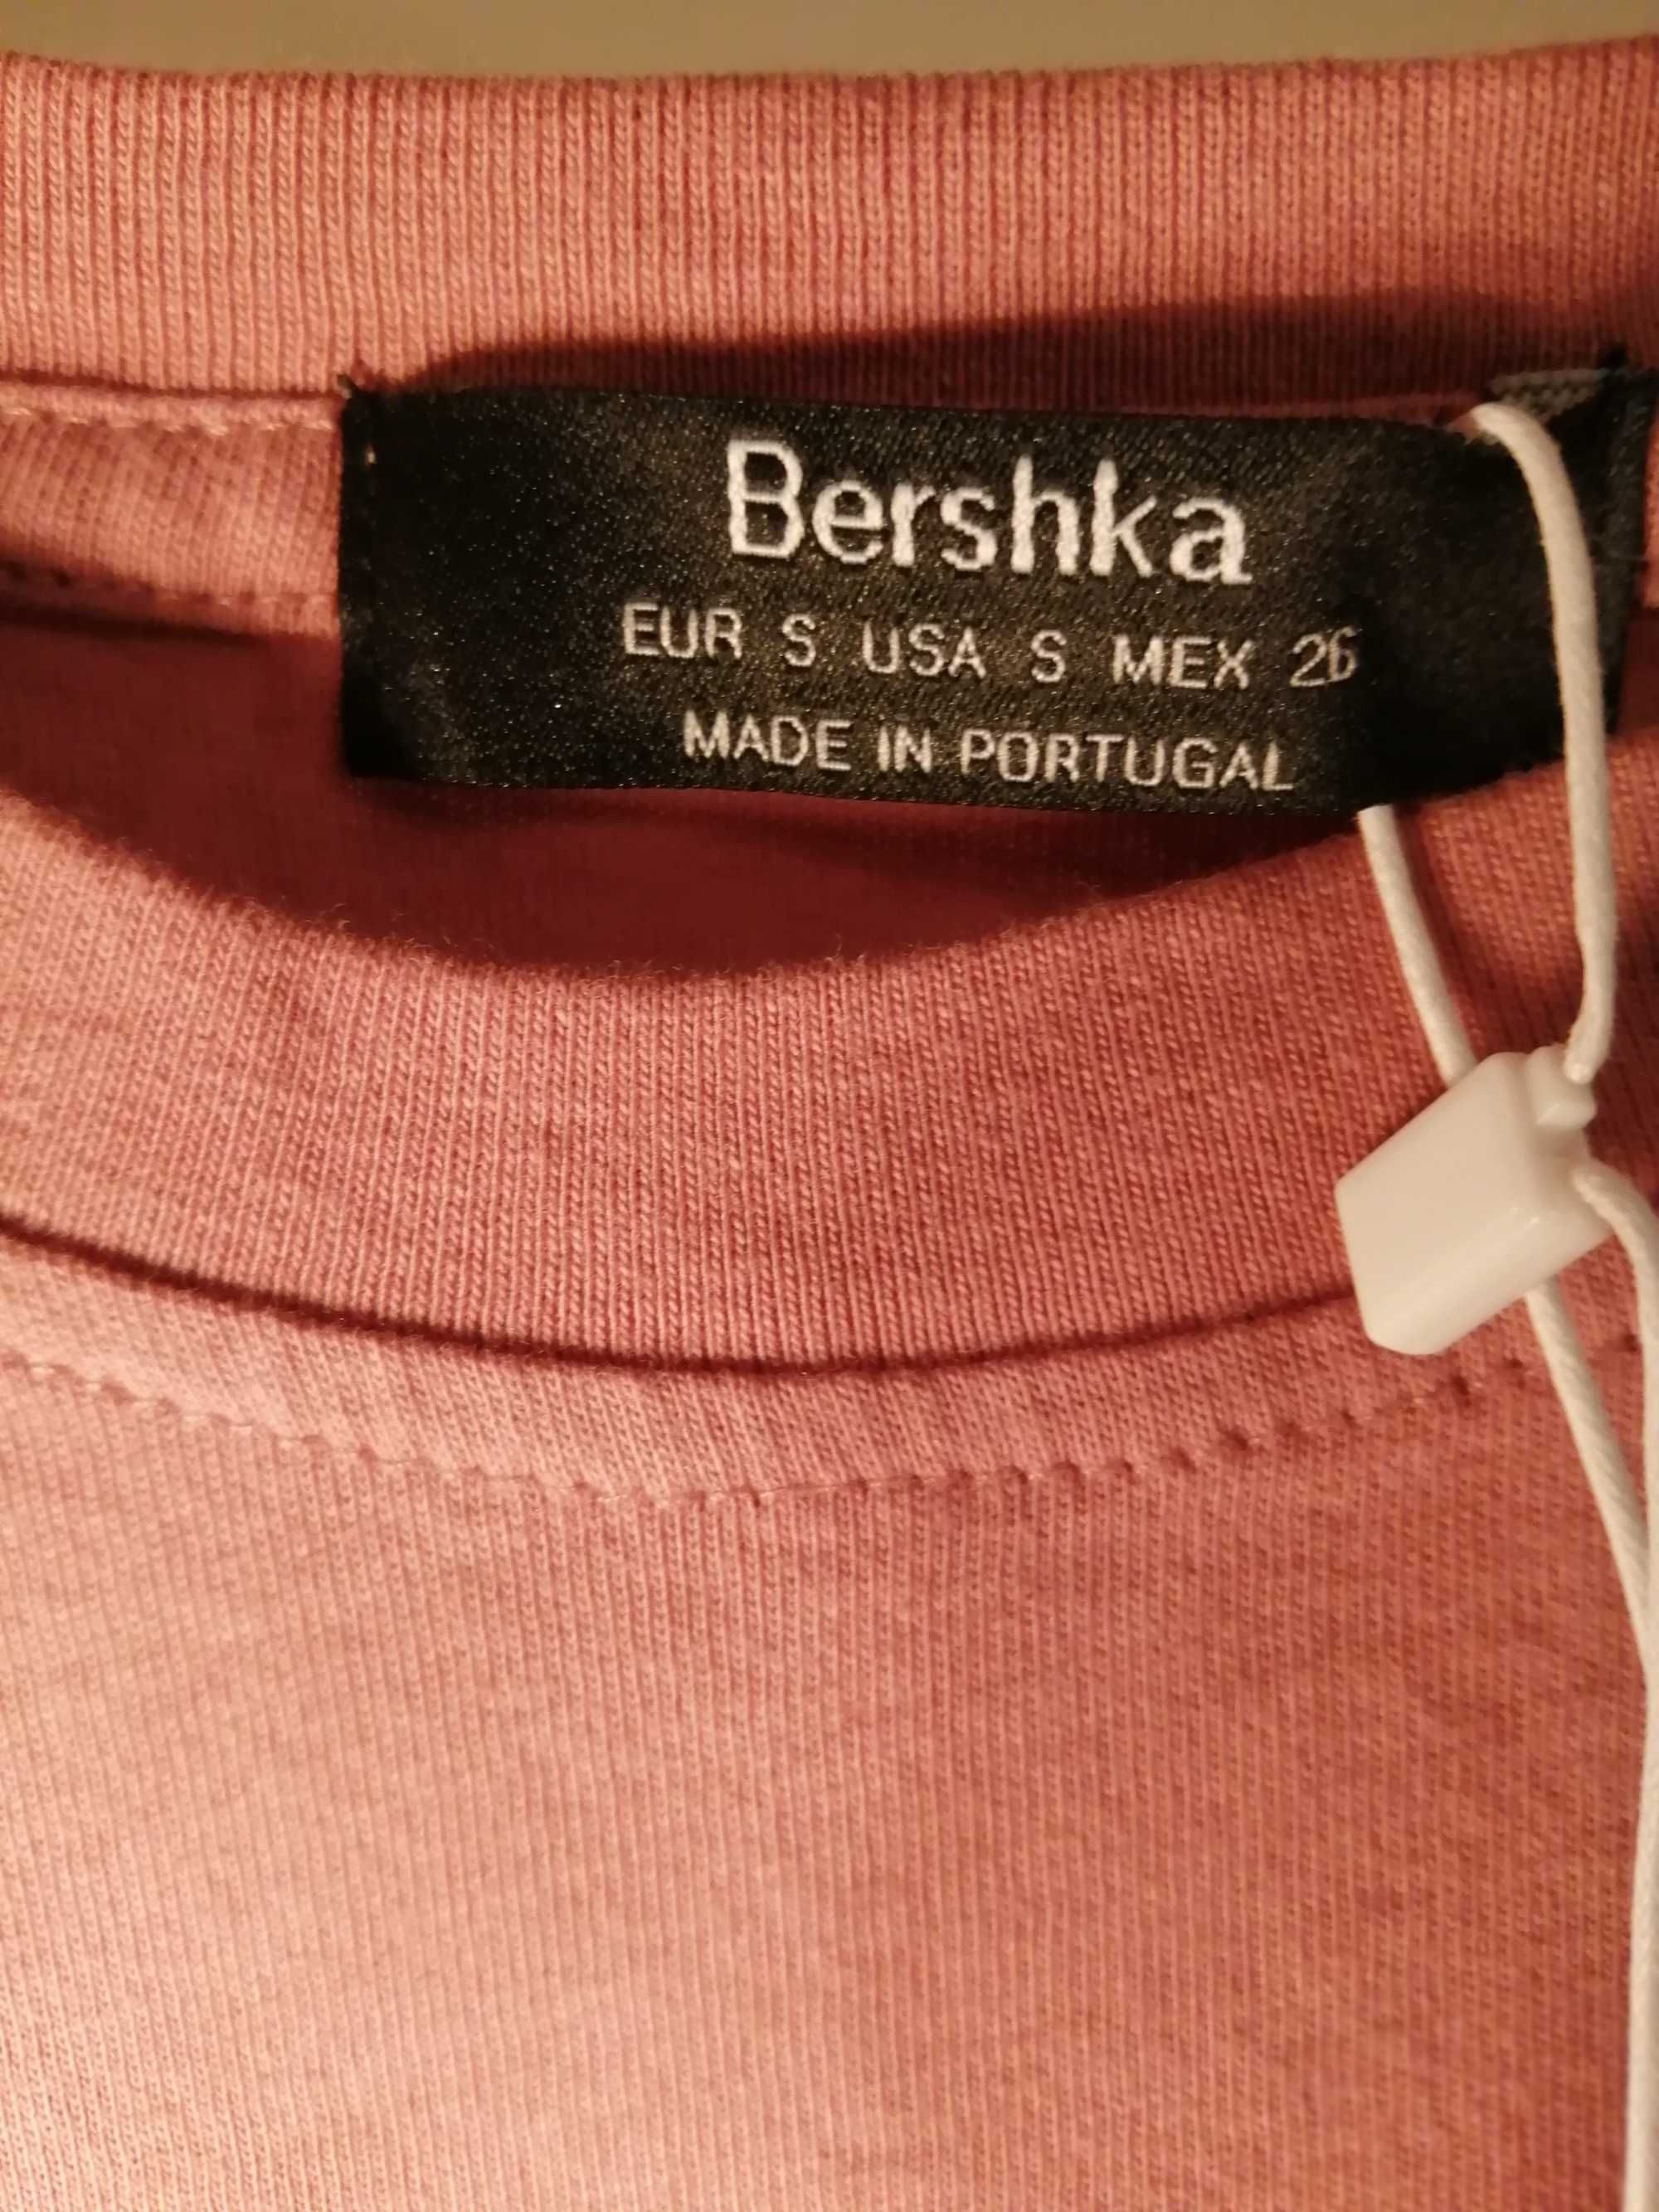 Bershka
EUR S USA S MEX 26
MADE IN PORTUGAL